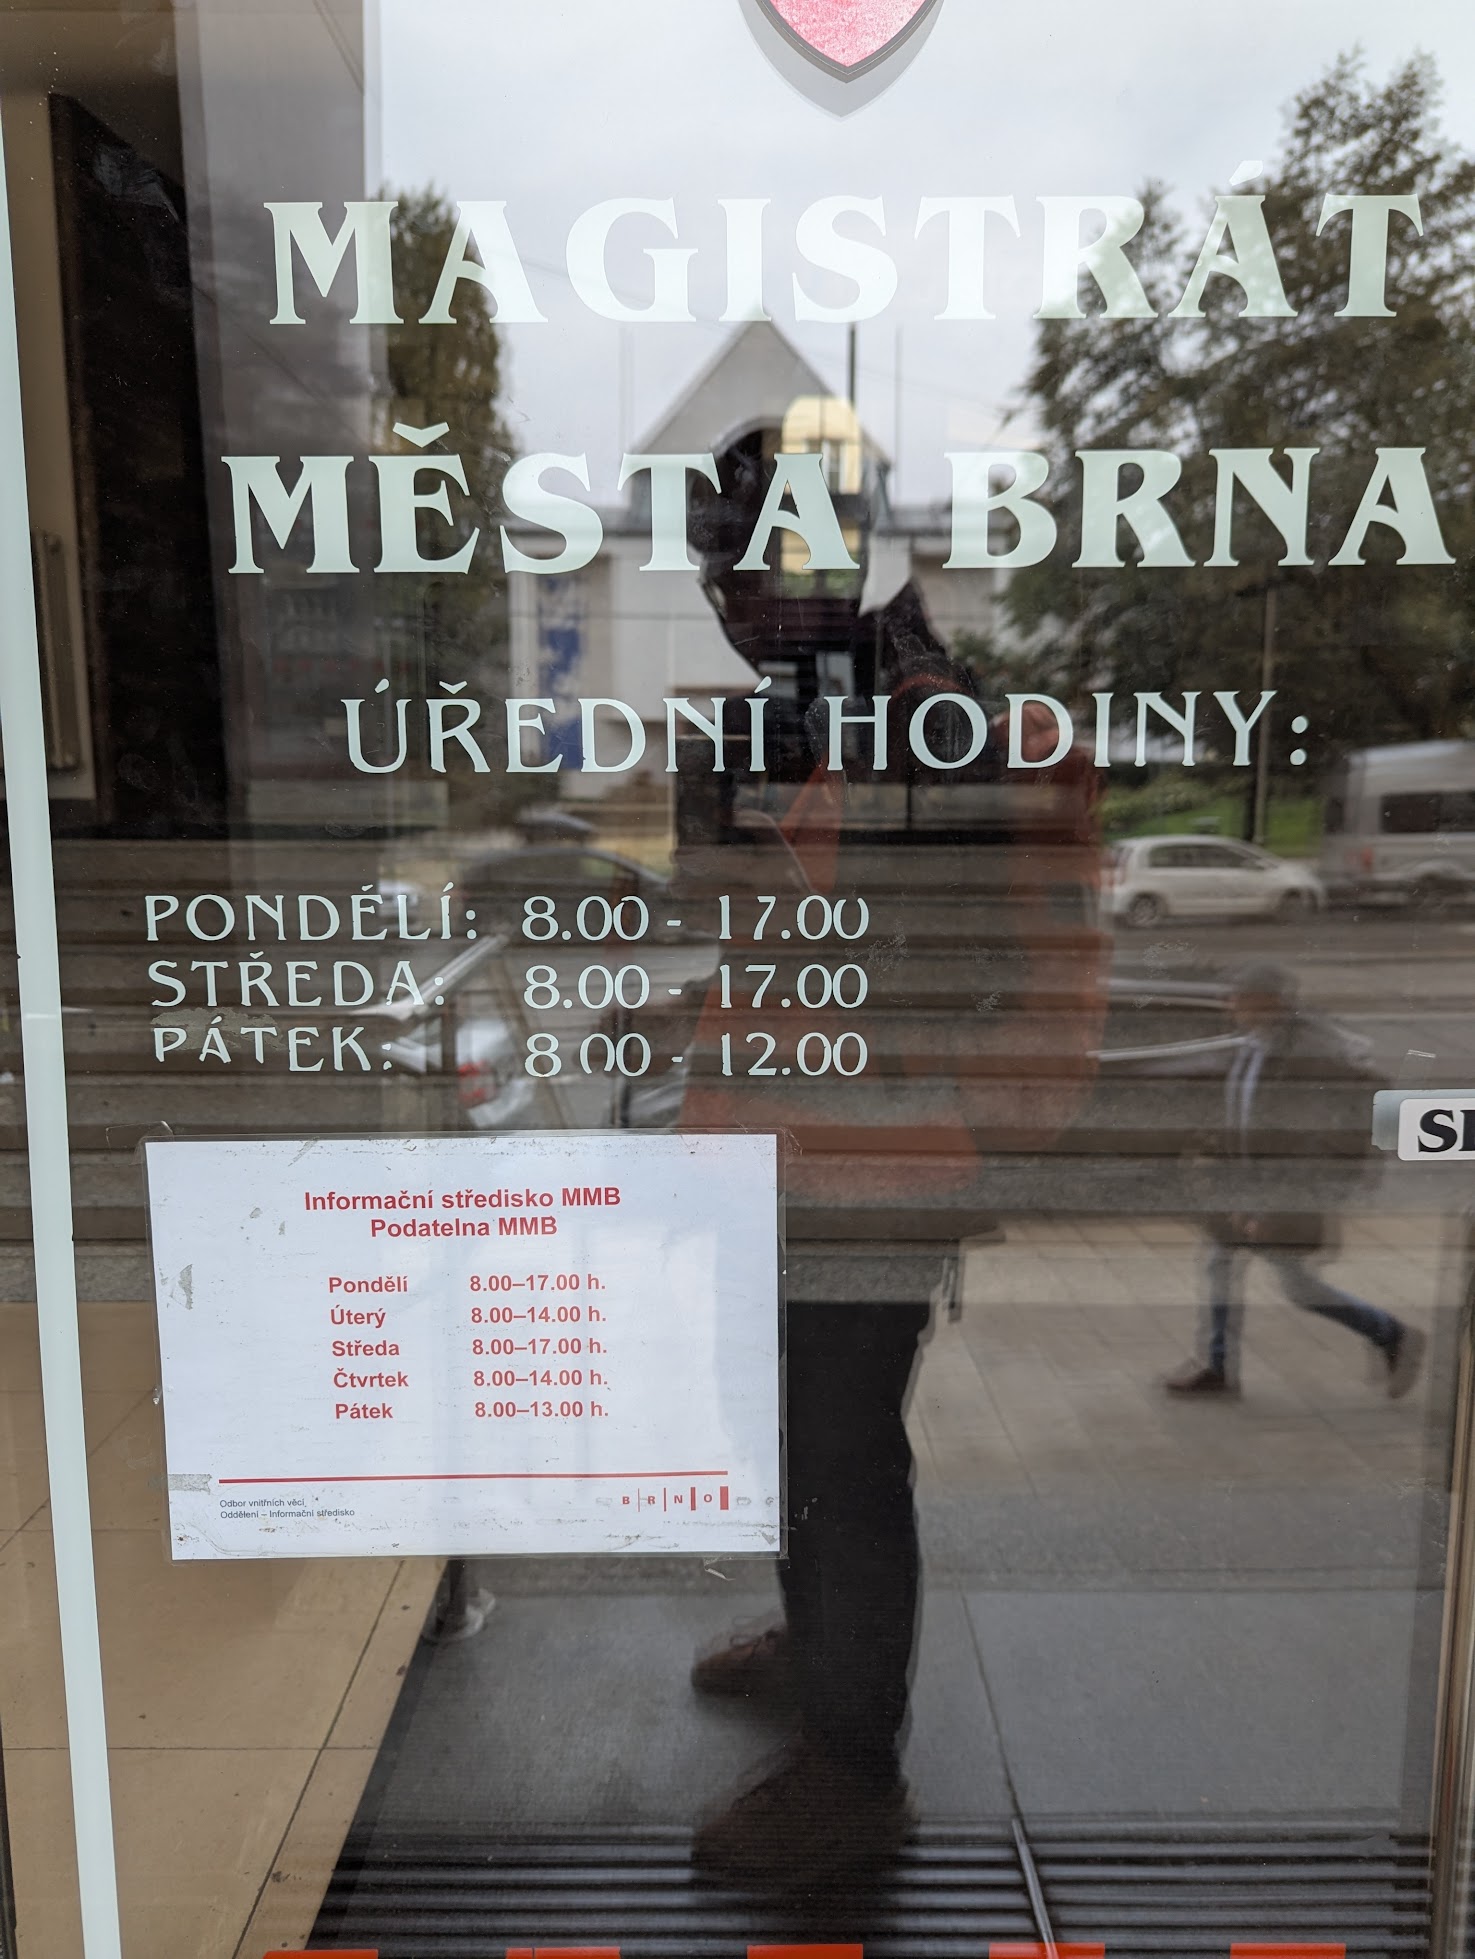 MAGISTRÁT
MĚSTA BRNA
ÚŘEDNÍ HODINY:
PONDĚLÍ: 8.00 - 17.00
STŘEDA: 8.00 - 17.00
PÁTEK: 8 00 - 12.00
Informační středisko MMB
Podatelna MMB
Pondělí 8.00–17.00 h.
Úterý 8.00–14.00 h.
Středa 8.00–17.00 h.
Čtvrtek 8.00–14.00 h.
Pátek 8.00–13.00 h.
Odbor vnitřních věcí
Oddělení – Informační středisko
BRNO